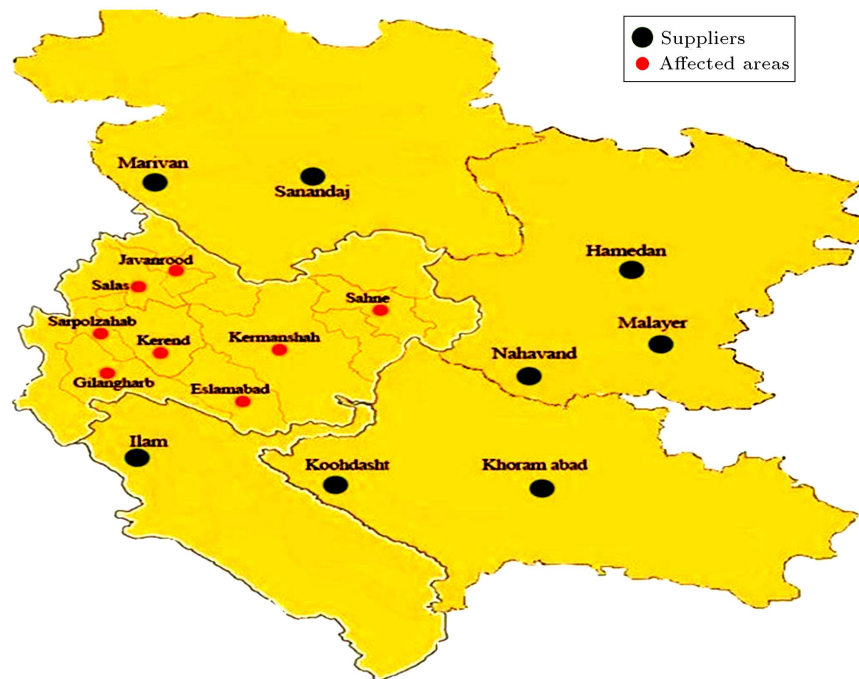 Suppliers
Affected areas
Marivan
Sanandaj
Javanrood
Salas
Hamedan
Sahne
Sarpolzahab
Kerend
Kermanshah
Malayer
Nahavand
Gilangharb
Eslamabad
Ilam
Koohdasht
Khoram abad